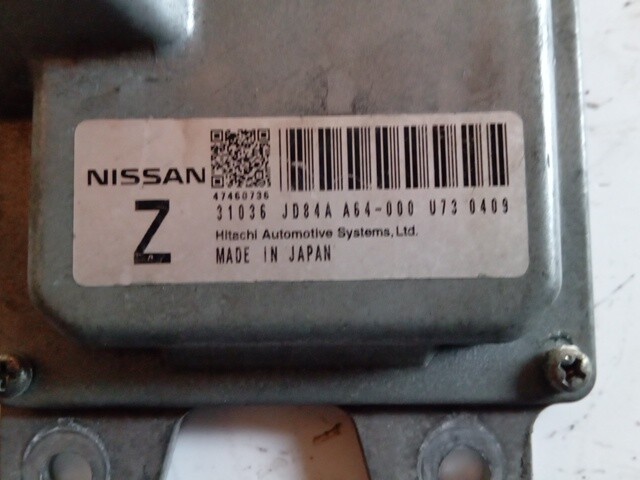 NISSAN
Z
47460736
31036 JD84A A64-000 U73 0409
Hitachi Automotive Systems, Ltd.
MADE IN JAPAN